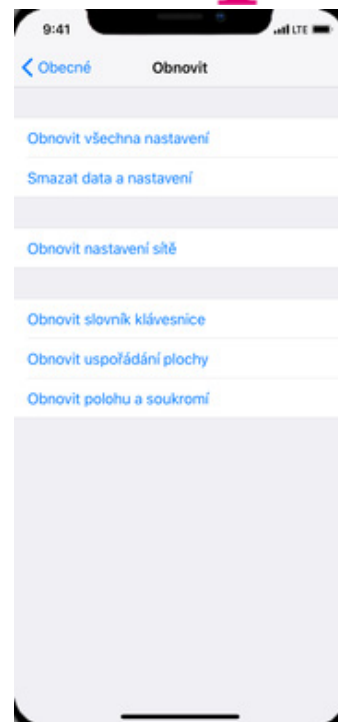 9:41
LTE
Obecné
Obnovit
Obnovit všechna nastavení
Smazat data a nastavení
Obnovit nastavení sítě
Obnovit slovník klávesnice
Obnovit uspořádání plochy
Obnovit polohu a soukromí